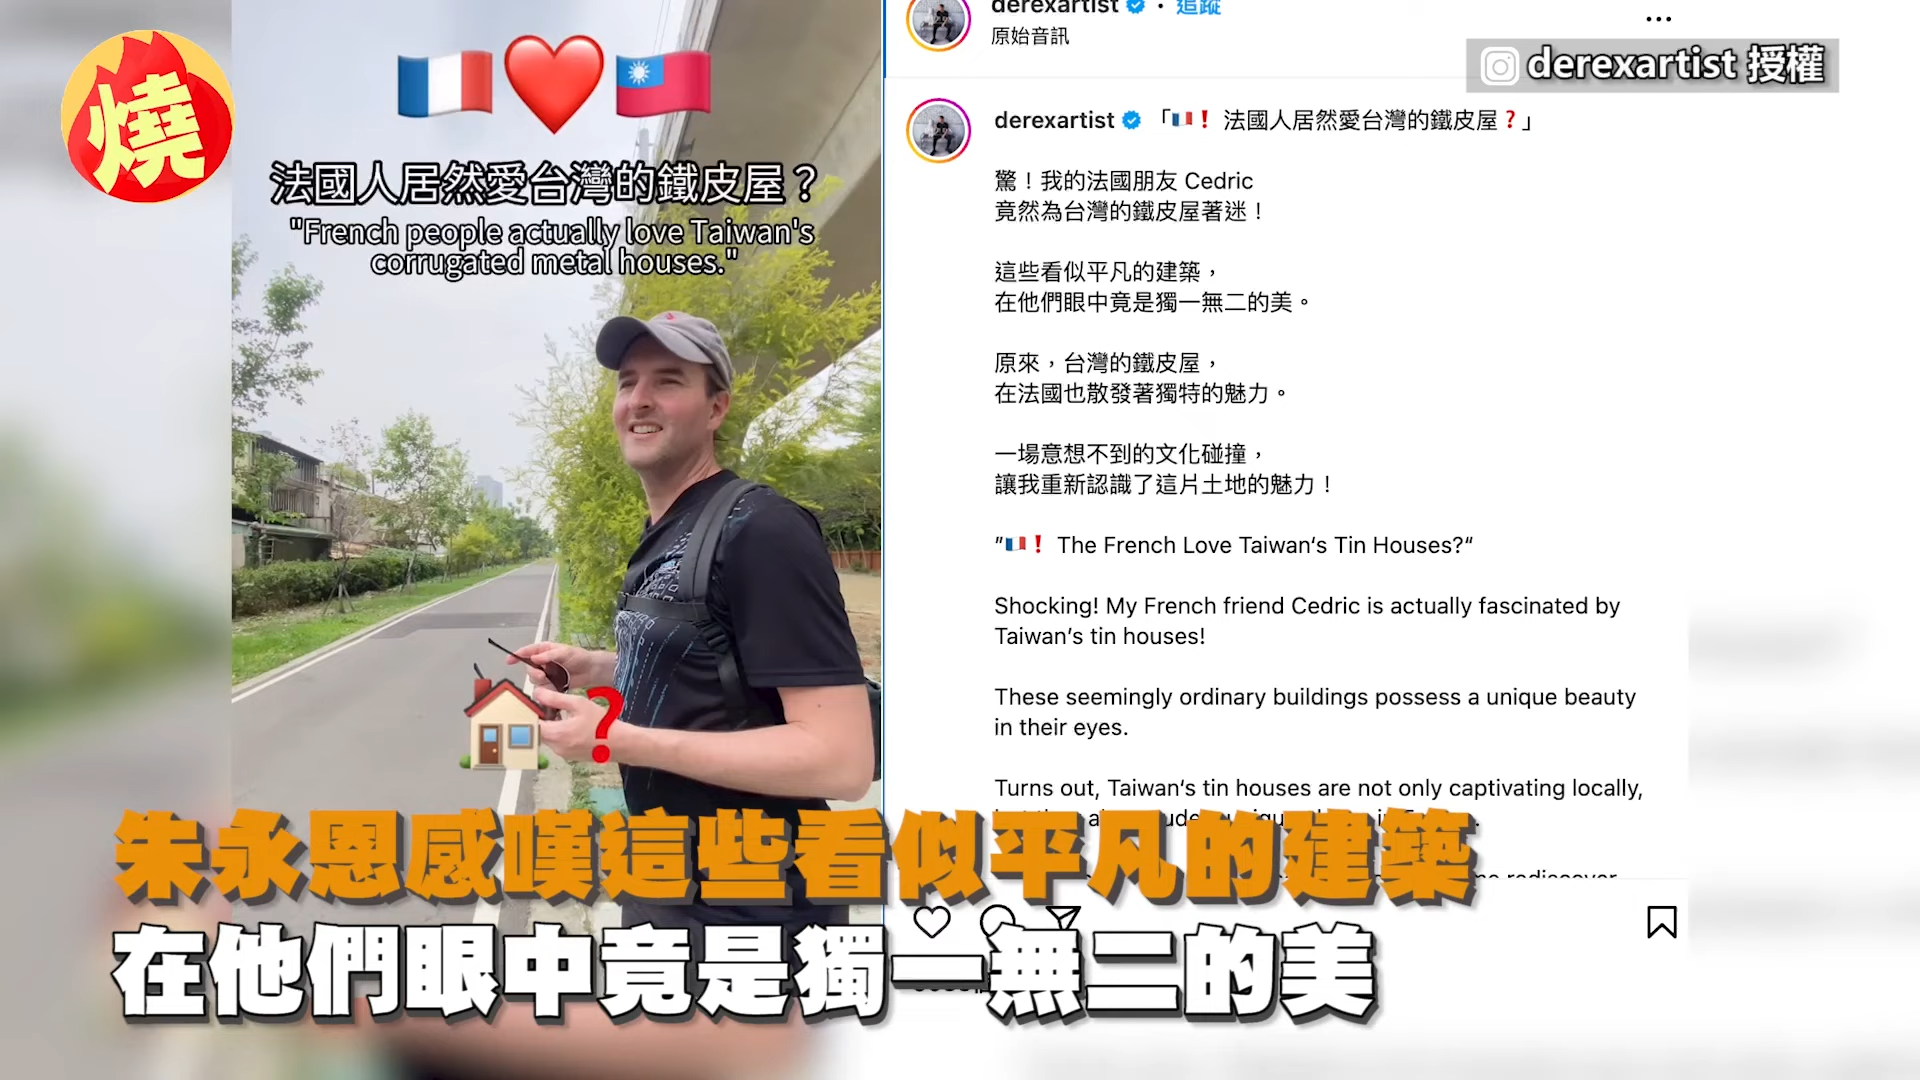 燒
法國人居然愛台灣的鐵皮屋？
"French people actually love Taiwan's
corrugated metal houses."
derexartist • 追蹤
原始音訊
derexartist 授權
derexartist 「🇫🇷❗ 法國人居然愛台灣的鐵皮屋❓」
驚！我的法國朋友 Cedric
竟然為台灣的鐵皮屋著迷！
這些看似平凡的建築，
在他們眼中竟是獨一無二的美。
原來，台灣的鐵皮屋，
在法國也散發著獨特的魅力。
一場意想不到的文化碰撞，
讓我重新認識了這片土地的魅力！
”🇫🇷❗ The French Love Taiwan‘s Tin Houses?“
Shocking! My French friend Cedric is actually fascinated by
Taiwan’s tin houses!
These seemingly ordinary buildings possess a unique beauty
in their eyes.
Turns out, Taiwan‘s tin houses are not only captivating locally,
rediscover
朱永恩感嘆這些看似平凡的建築
在他們眼中竟是獨一無二的美